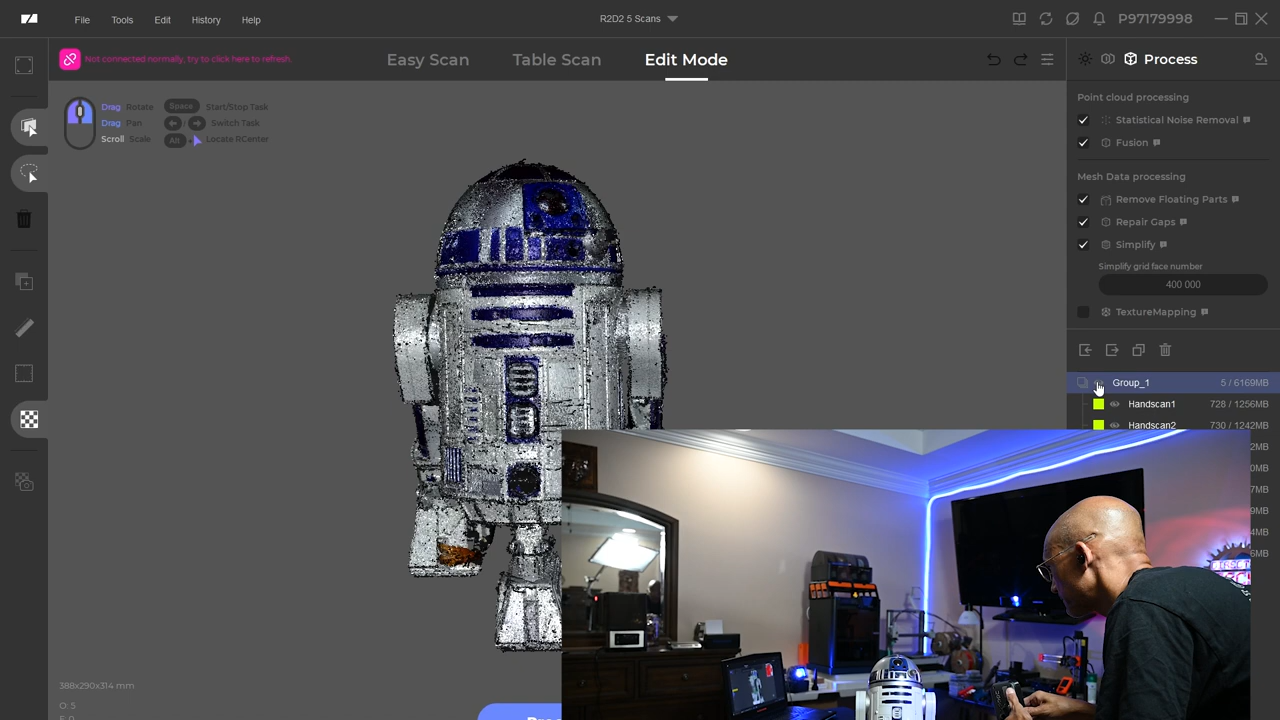 File Tools Edit History Help
R2D2 5 Scans
P97179998
Not connected normally, try to click here to refresh.
Easy Scan
Table Scan
Edit Mode
Process
Drag Rotate
Drag Pan
Scroll Scale
Space Start/Stop Task
/ Switch Task
Alt + Locate RCenter
Point cloud processing
Statistical Noise Removal
Fusion
Mesh Data processing
Remove Floating Parts
Repair Gaps
Simplify
Simplify grid face number
400 000
TextureMapping
Group_1 5 / 6169MB
Handscan1 728 / 1256MB
Handscan2 730 / 1242MB
388x290x314 mm
O: 5